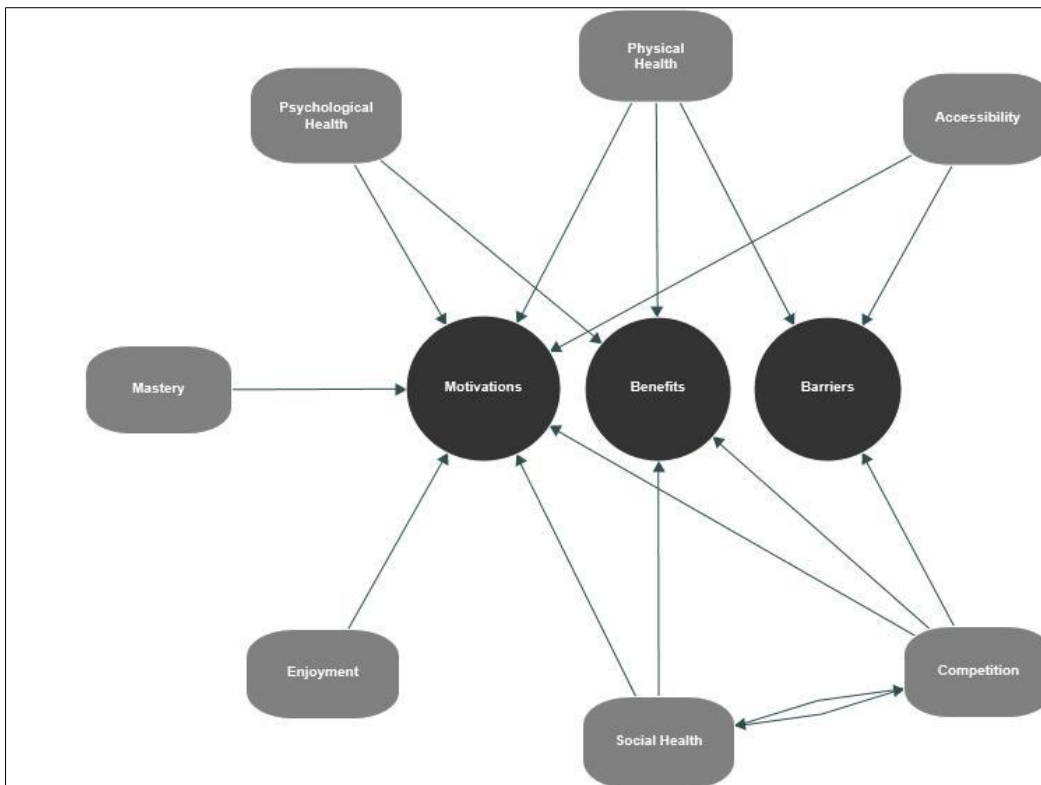 Physical
Health
Psychological
Health
Accessibility
Mastery
Motivations
Benefits
Barriers
Enjoyment
Competition
Social Health